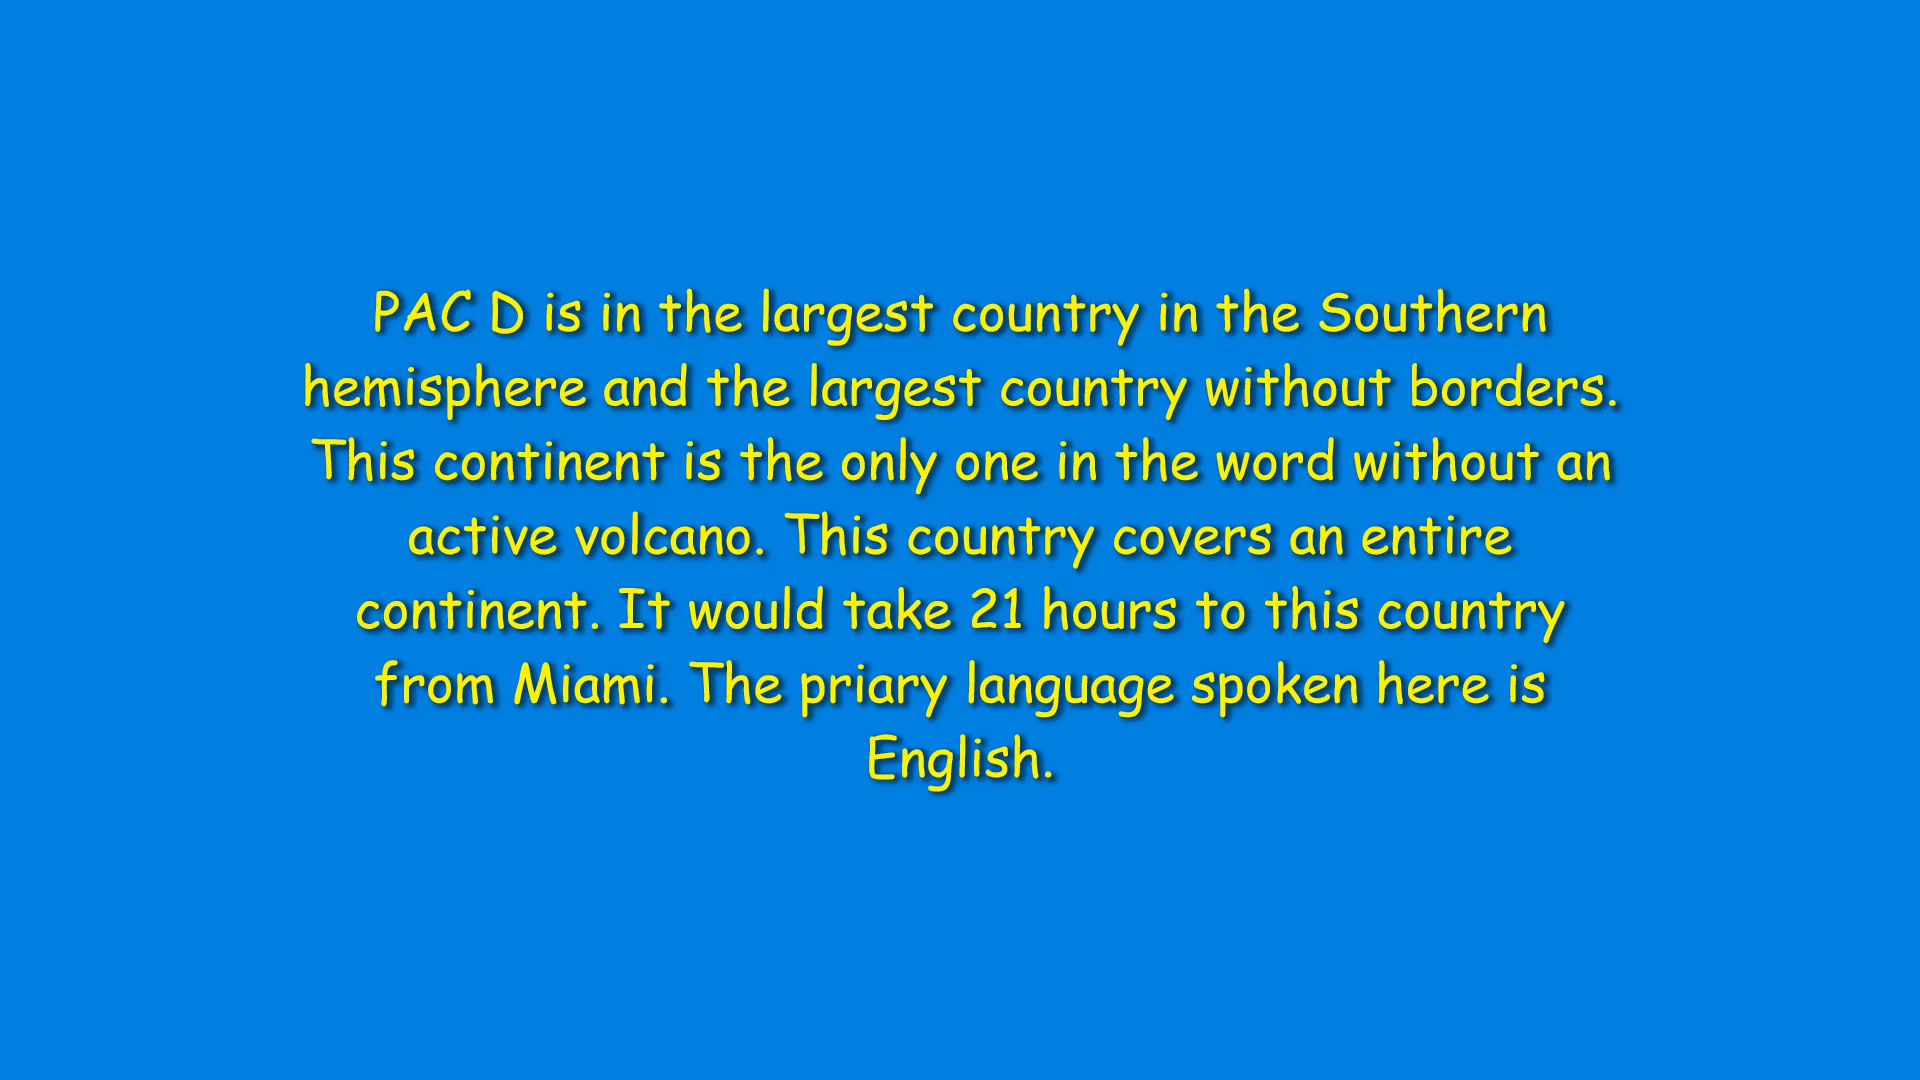 PAC D is in the largest country in the Southern
hemisphere and the largest country without borders.
This continent is the only one in the word without an
active volcano. This country covers an entire
continent. It would take 21 hours to this country
from Miami. The priary language spoken here is
English.